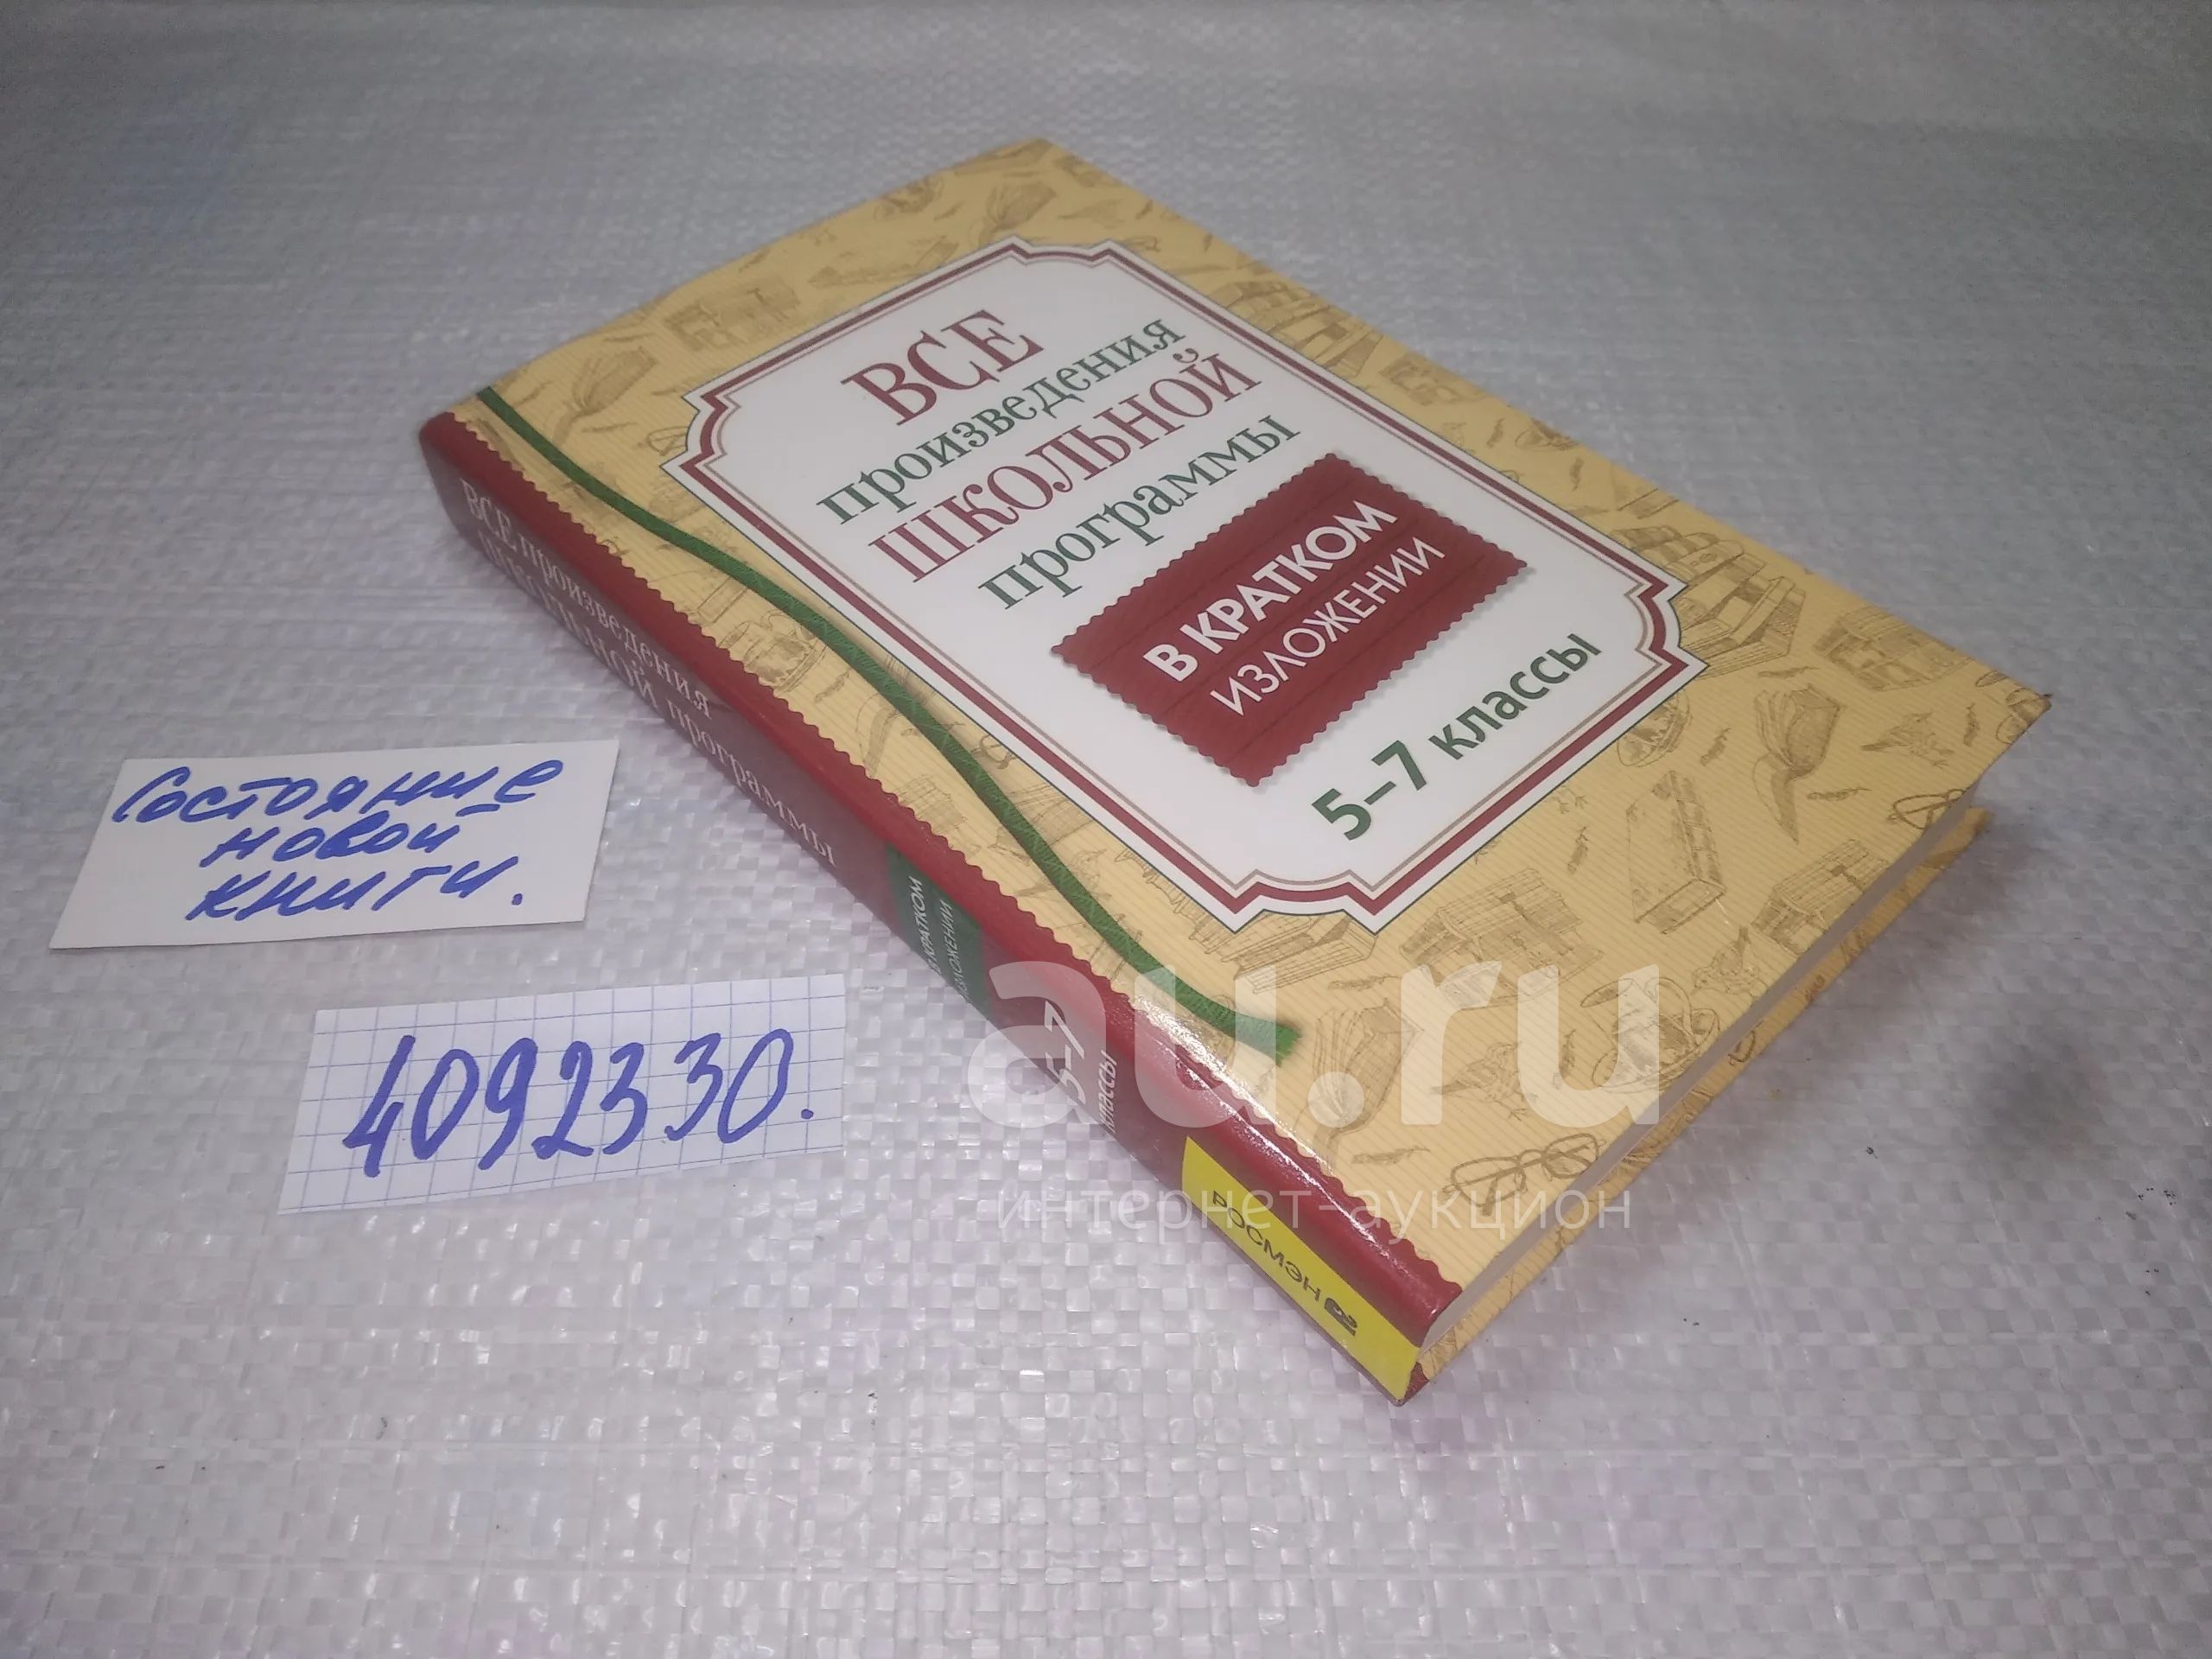 ВСЕ
произведения
ШКОЛЬНОЙ
программы
В КРАТКОМ
ИЗЛОЖЕНИИ
5–7 классы
ВСЕ произведения
ШКОЛЬНОЙ программы
В КРАТКОМ
ИЗЛОЖЕНИИ
5–7
классы
РОСМЭН
Состояние
новой
книги.
4092330.
au.ru
интернет-аукцион